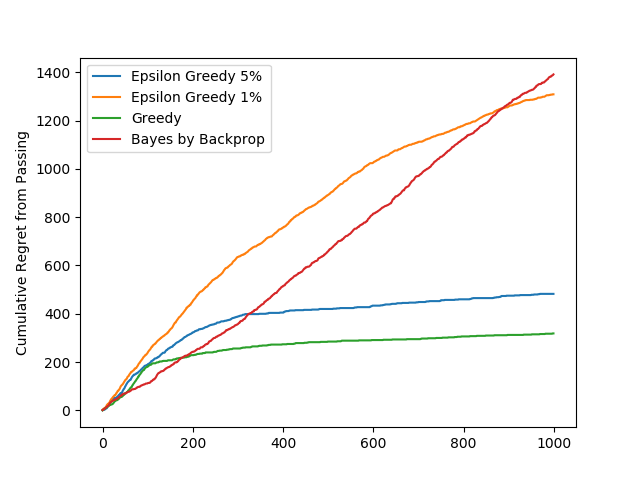 Epsilon Greedy 5%
Epsilon Greedy 1%
Greedy
Bayes by Backprop
Cumulative Regret from Passing
1400
1200
1000
800
600
400
200
0
0 200 400 600 800 1000